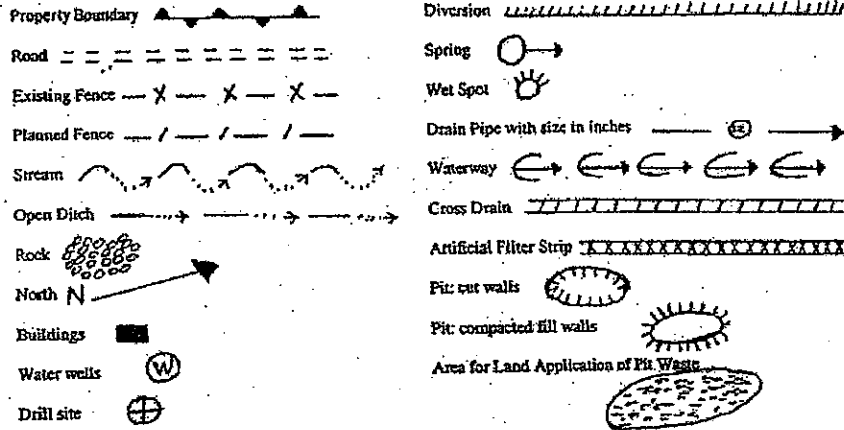 Property Boundary
Road
Existing Fence
Planned Fence
Stream
Open Ditch
Rock
North N
Buildings
Water wells W
Drill site
Diversion
Spring
Wet Spot
Drain Pipe with size in inches
Waterway
Cross Drain
Artificial Filter Strip
Pit: cut walls
Pit: compacted fill walls
Area for Land Application of Pit Waste